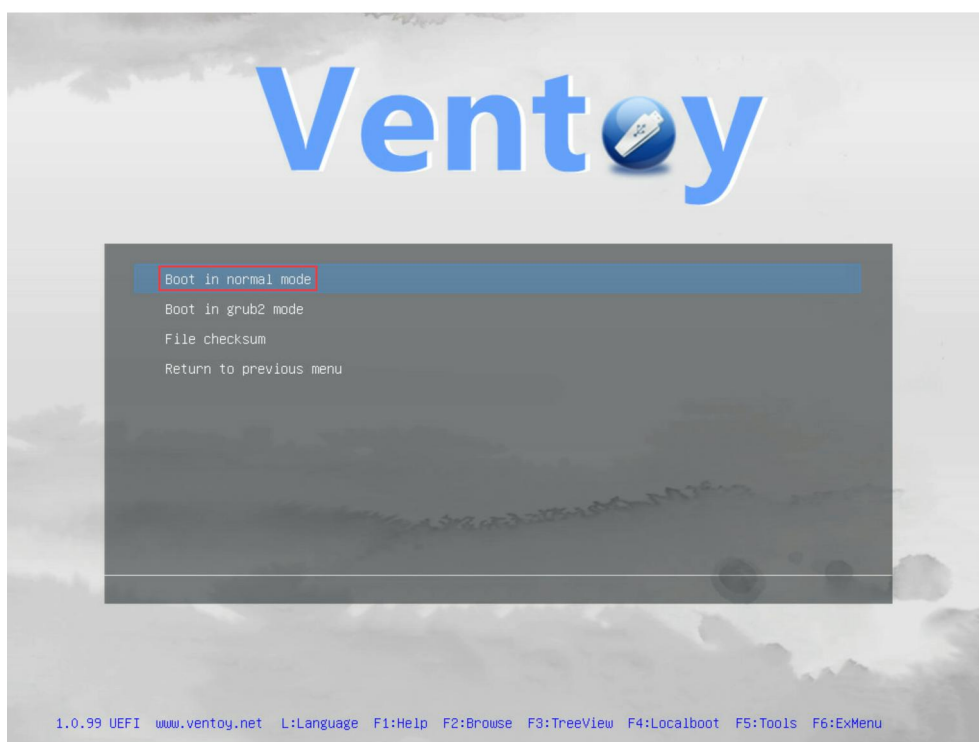 Ventoy
Boot in normal mode
Boot in grub2 mode
File checksum
Return to previous menu
1.0.99 UEFI www.ventoy.net L:Language F1:Help F2:Browse F3:TreeView F4:Localboot F5:Tools F6:ExMenu